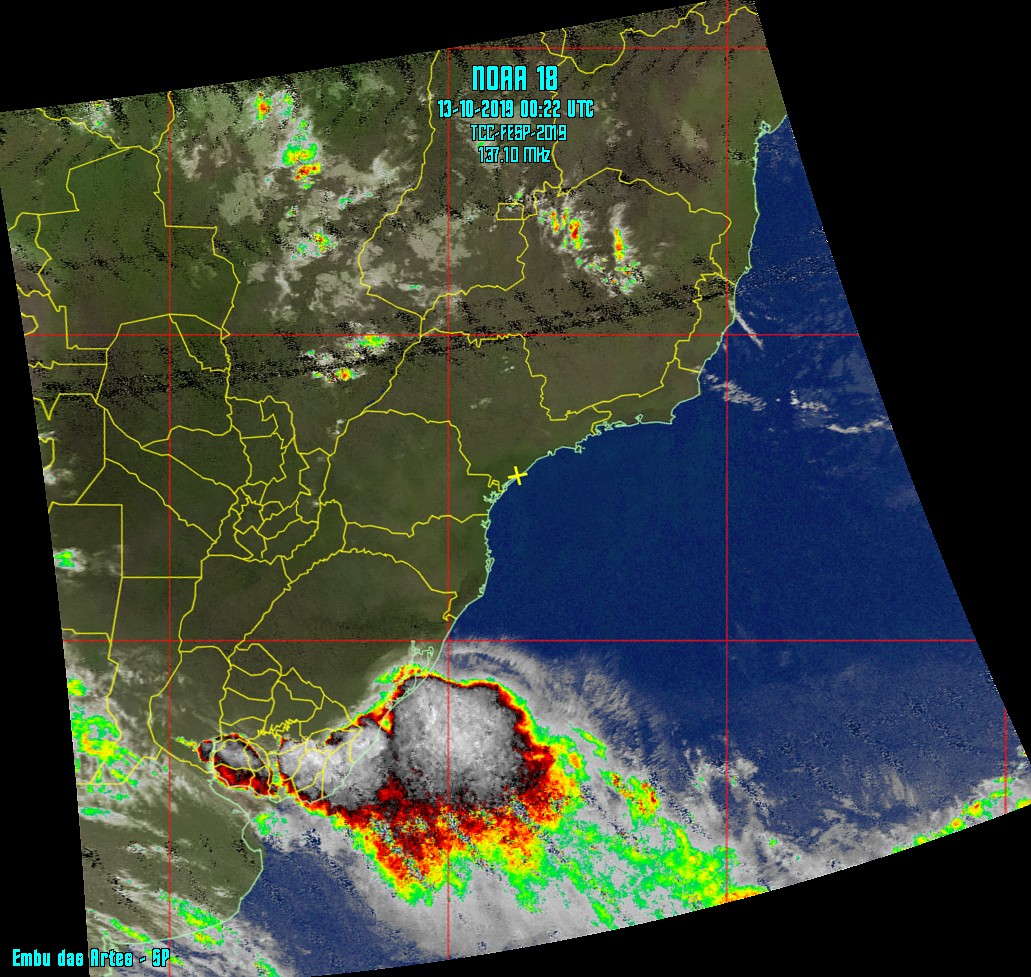 NOAA 18
13-10-2019 00:22 UTC
TCC-FESP-2019
137.10 MHz
Embu das Artes - SP